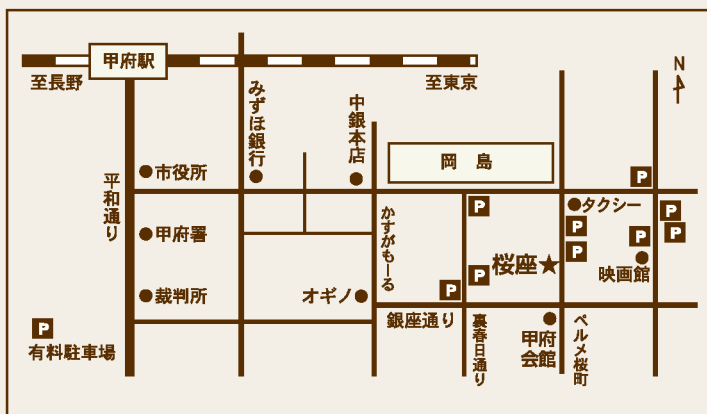 甲府駅
N
至長野
至東京
みずほ銀行
中銀本店
岡島
市役所
平和通り
P
タクシー
P
P
P
かすがもーる
甲府署
P
P
P
桜座★
映画館
P
P
裁判所
オギノ
銀座通り
裏春日通り
甲府
会館
ペルメ桜町
P
有料駐車場